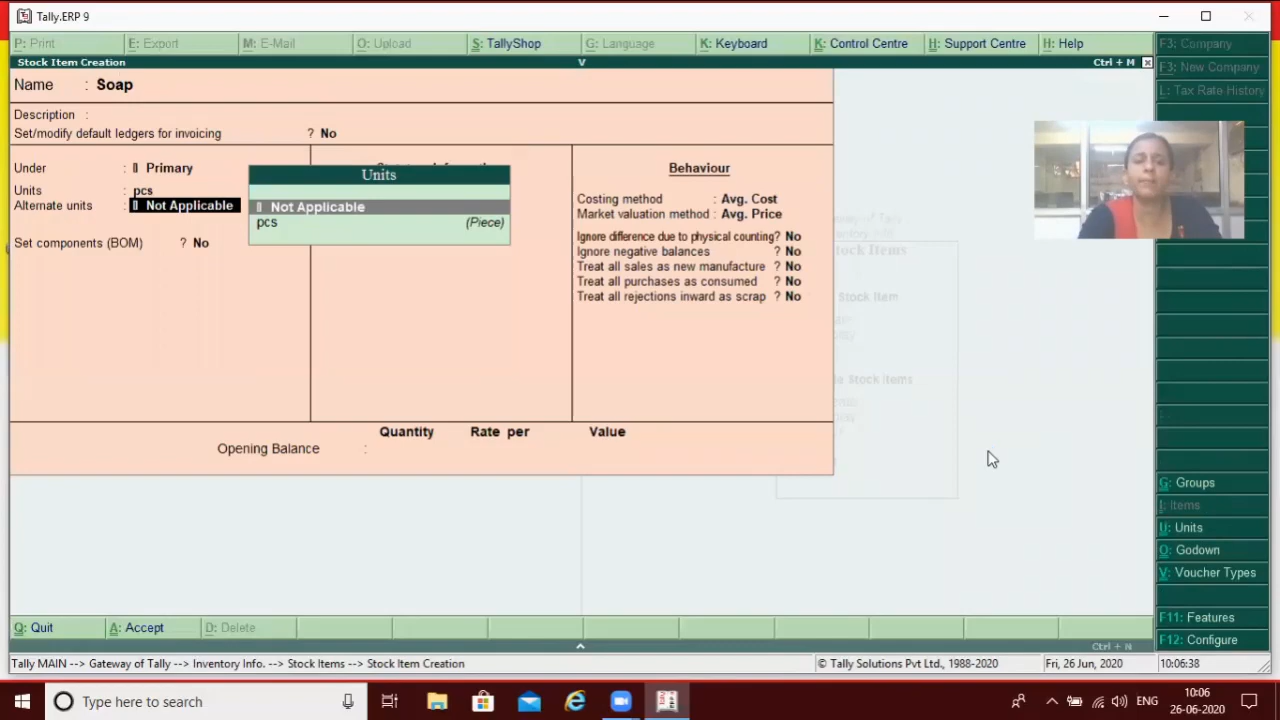 Tally.ERP 9
P: Print E: Export M: E-Mail O: Upload S: TallyShop G: Language K: Keyboard K: Control Centre H: Support Centre H: Help
F3: Company
F3: New Company
L: Tax Rate History
Stock Item Creation Ctrl + M
Name : Soap
Description :
Set/modify default ledgers for invoicing ? No
Under : Primary
Units : pcs
Alternate units : Not Applicable
Set components (BOM) ? No
Units
Not Applicable
pcs (Piece)
Behaviour
Costing method : Avg. Cost
Market valuation method : Avg. Price
Ignore difference due to physical counting? No
Ignore negative balances ? No
Treat all sales as new manufacture ? No
Treat all purchases as consumed ? No
Treat all rejections inward as scrap ? No
Stock Item
Stock Items
Quantity Rate per Value
Opening Balance :
G: Groups
I: Items
U: Units
O: Godown
V: Voucher Types
F11: Features
F12: Configure
Q: Quit A: Accept D: Delete
Ctrl + N
Tally MAIN --> Gateway of Tally --> Inventory Info. --> Stock Items --> Stock Item Creation © Tally Solutions Pvt Ltd., 1988-2020 Fri, 26 Jun, 2020 10:06:38
Type here to search
ENG
10:06
26-06-2020